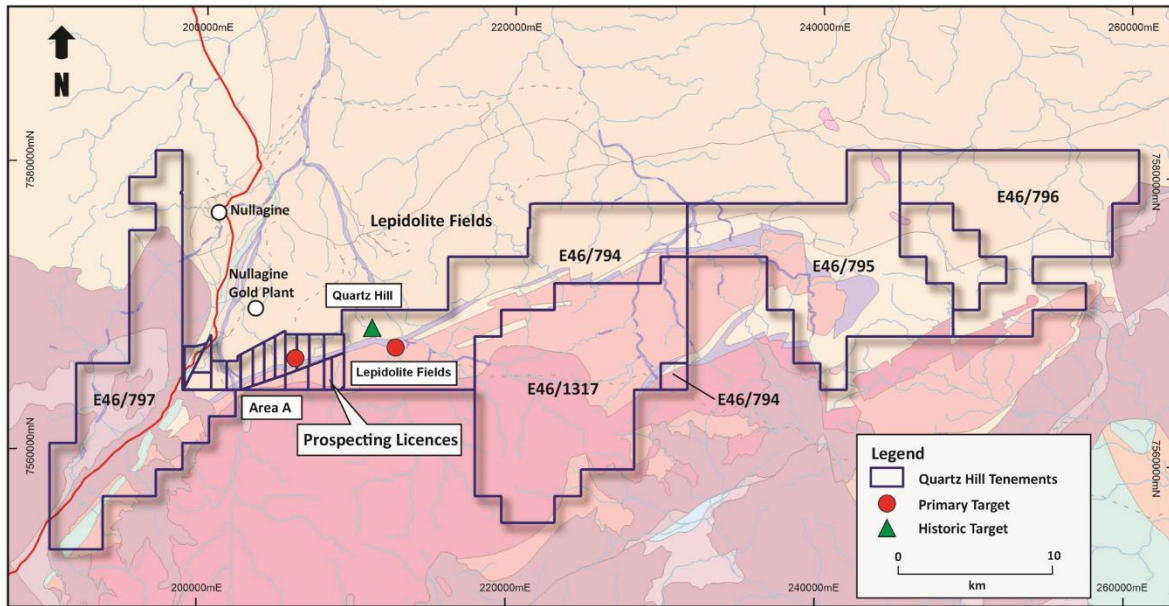 200000mE
220000mE
240000mE
260000mE
N
7580000mN
7580000mN
Nullagine
Lepidolite Fields
E46/796
E46/794
E46/795
Nullagine
Gold Plant
Quartz Hill
Lepidolite Fields
E46/797
E46/1317
E46/794
Area A
Prospecting Licences
7560000mN
7560000mN
Legend
Quartz Hill Tenements
Primary Target
Historic Target
0
10
km
200000mE
220000mE
240000mE
260000mE